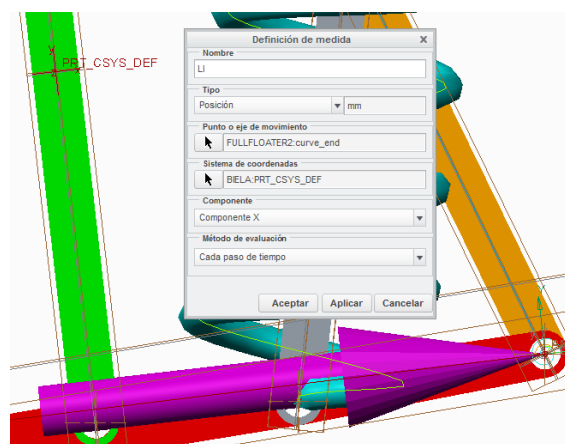 Definición de medida X
Nombre
LI
Tipo
Posición
mm
Punto o eje de movimiento
FULLFLOATER2:curve_end
Sistema de coordenadas
BIELA:PRT_CSYS_DEF
Componente
Componente X
Método de evaluación
Cada paso de tiempo
Aceptar Aplicar Cancelar
y
PRT_CSYS_DEF